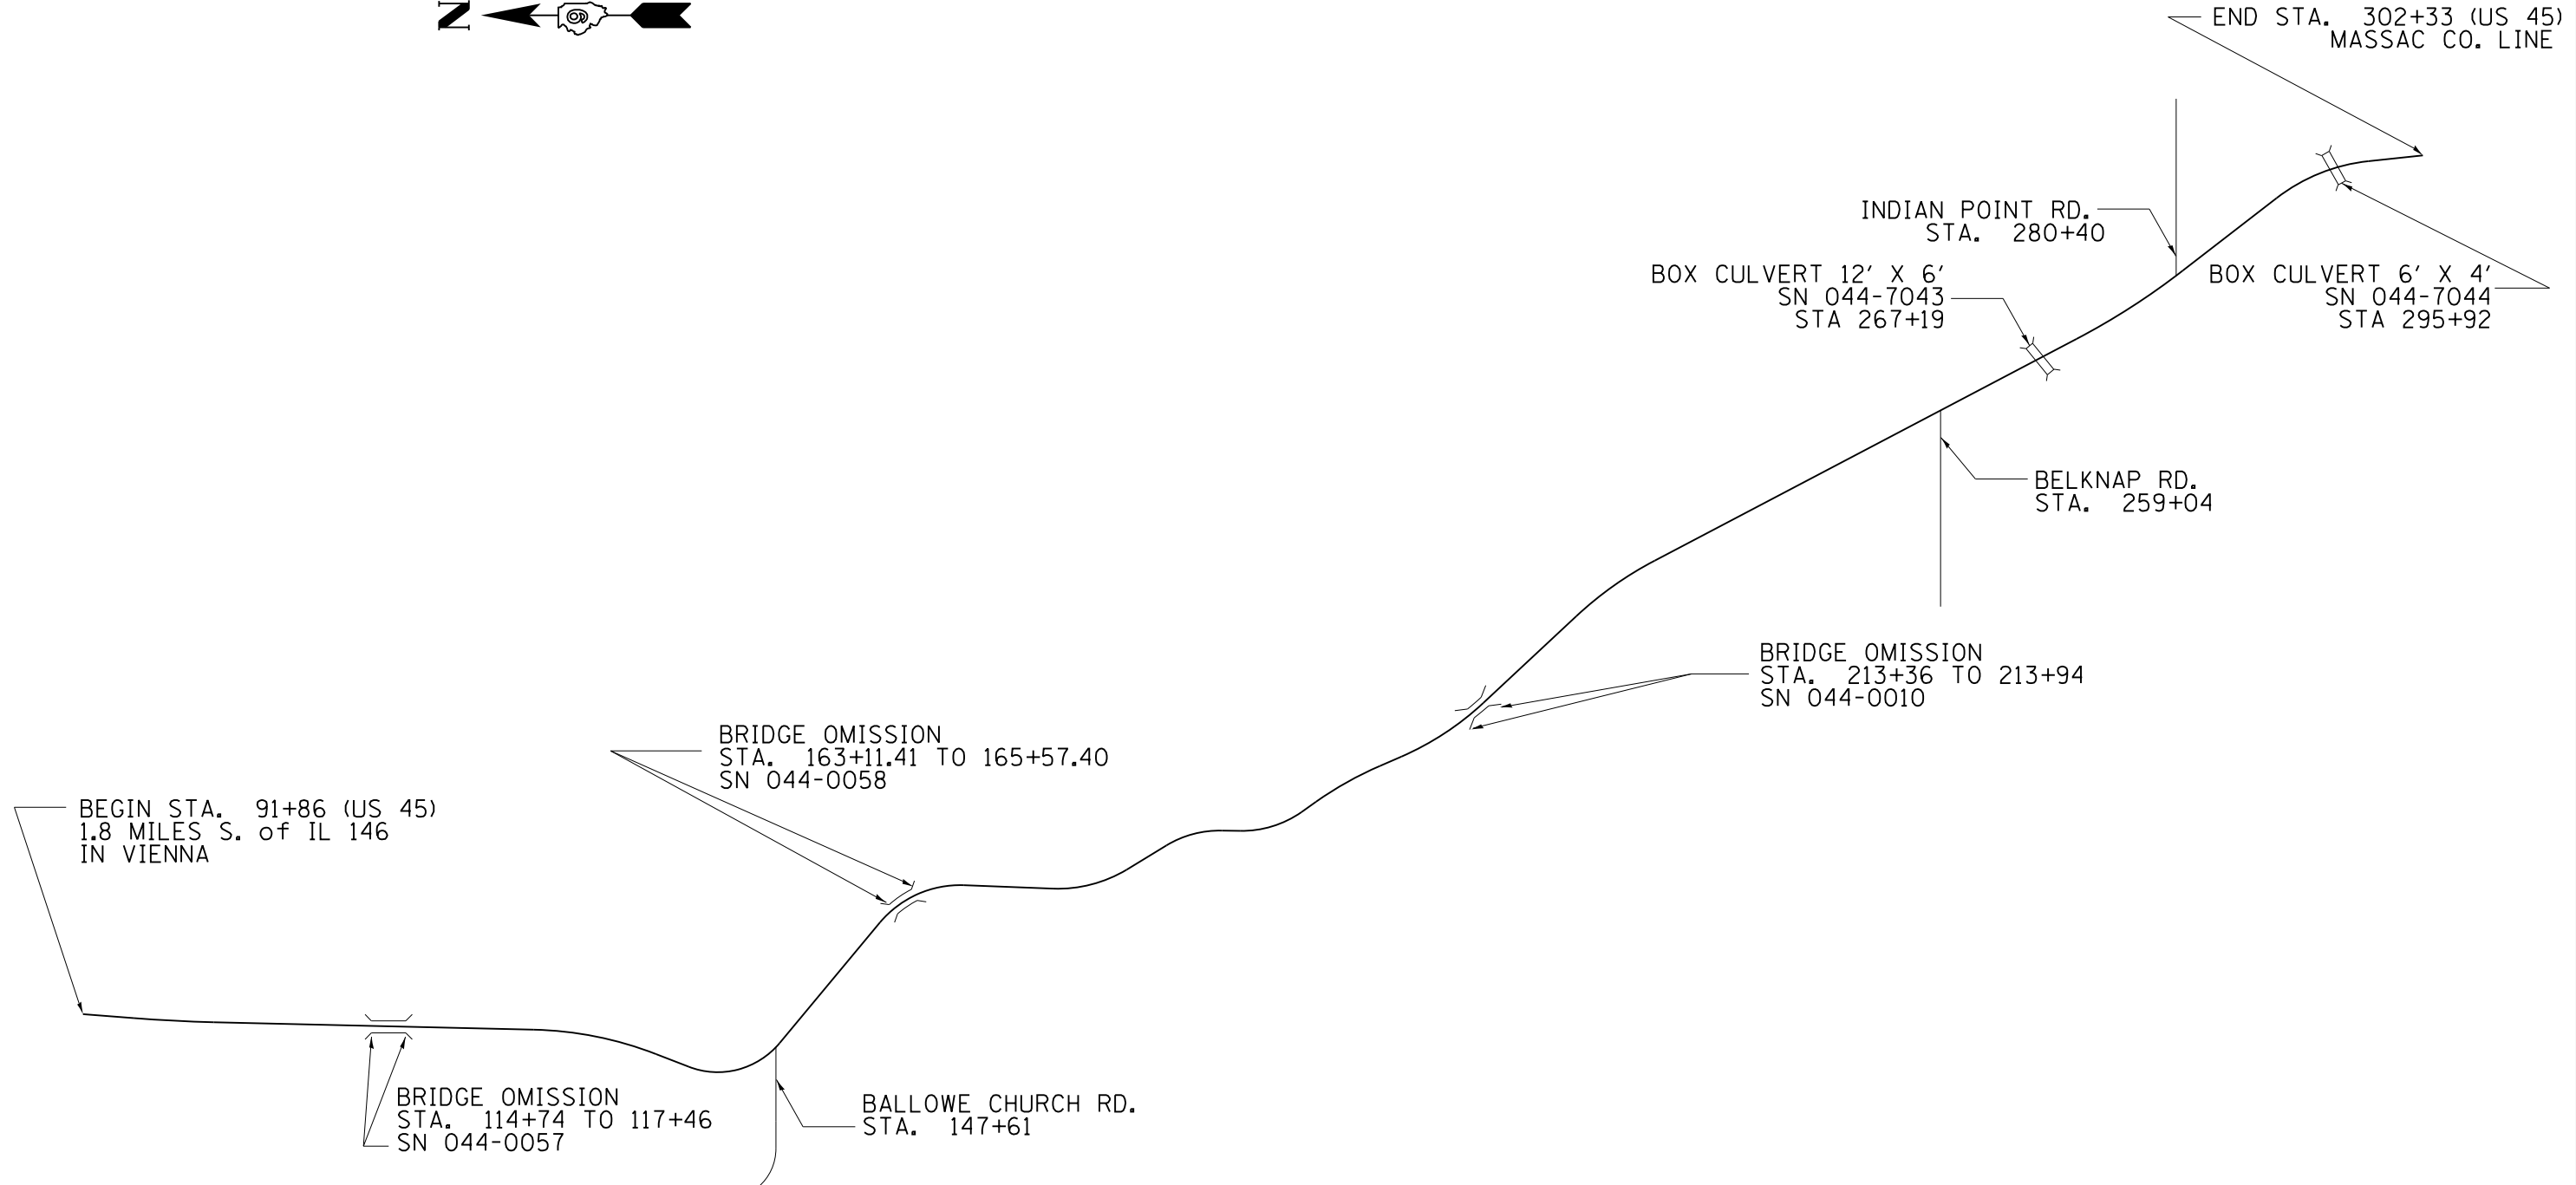 N
9
END STA. 302+33 (US 45)
MASSAC CO. LINE
INDIAN POINT RD.
STA. 280+40
BOX CULVERT 12' X 6'
SN 044-7043
STA 267+19
BOX CULVERT 6' X 4'
SN 044-7044
STA 295+92
BELKNAP RD.
STA. 259+04
BRIDGE OMISSION
STA. 213+36 TO 213+94
SN 044-0010
BRIDGE OMISSION
STA. 163+11.41 TO 165+57.40
SN 044-0058
BEGIN STA. 91+86 (US 45)
1.8 MILES S. of IL 146
IN VIENNA
BRIDGE OMISSION
STA. 114+74 TO 117+46
SN 044-0057
BALLOWE CHURCH RD.
STA. 147+61